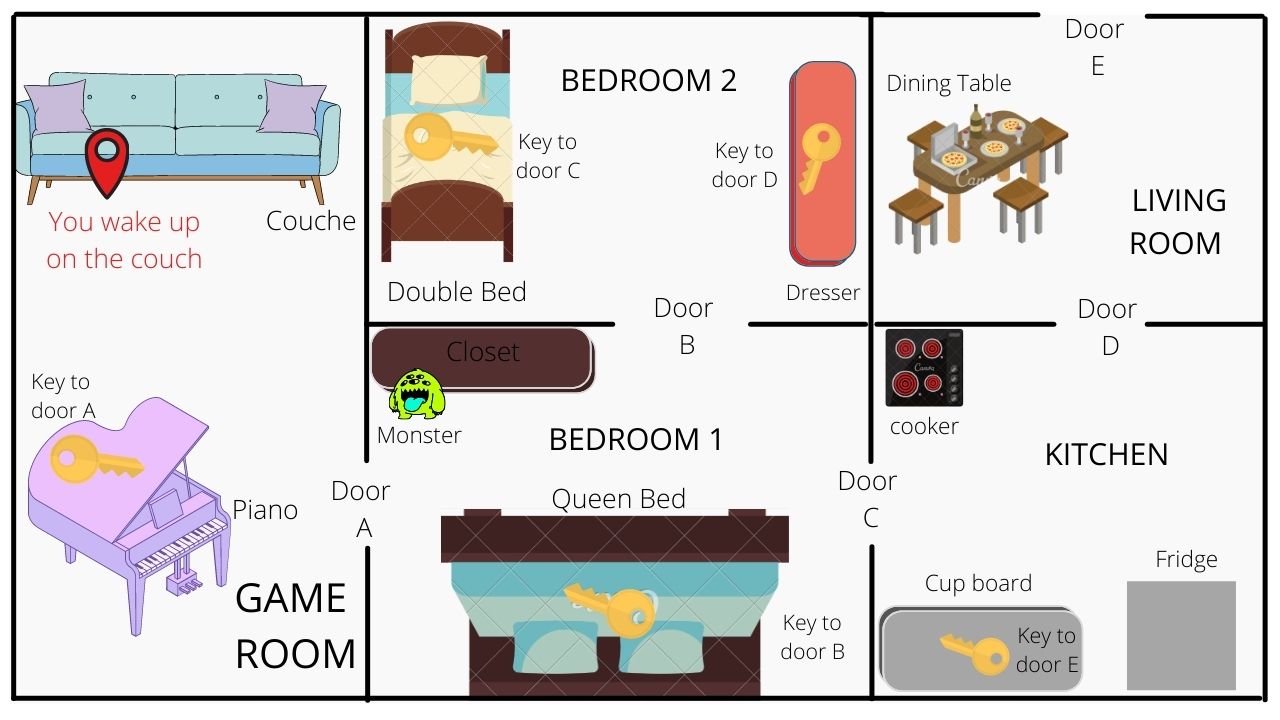 You wake up
on the couch
Couche
Key to
door A
Piano
GAME
ROOM
Door
A
BEDROOM 2
Key to
door C
Key to
door D
Double Bed
Dresser
Door
B
Closet
Monster
BEDROOM 1
Queen Bed
Key to
door B
Door
C
Door
E
Dining Table
Canva
LIVING
ROOM
Door
D
Canva
cooker
KITCHEN
Cup board
Key to
door E
Fridge